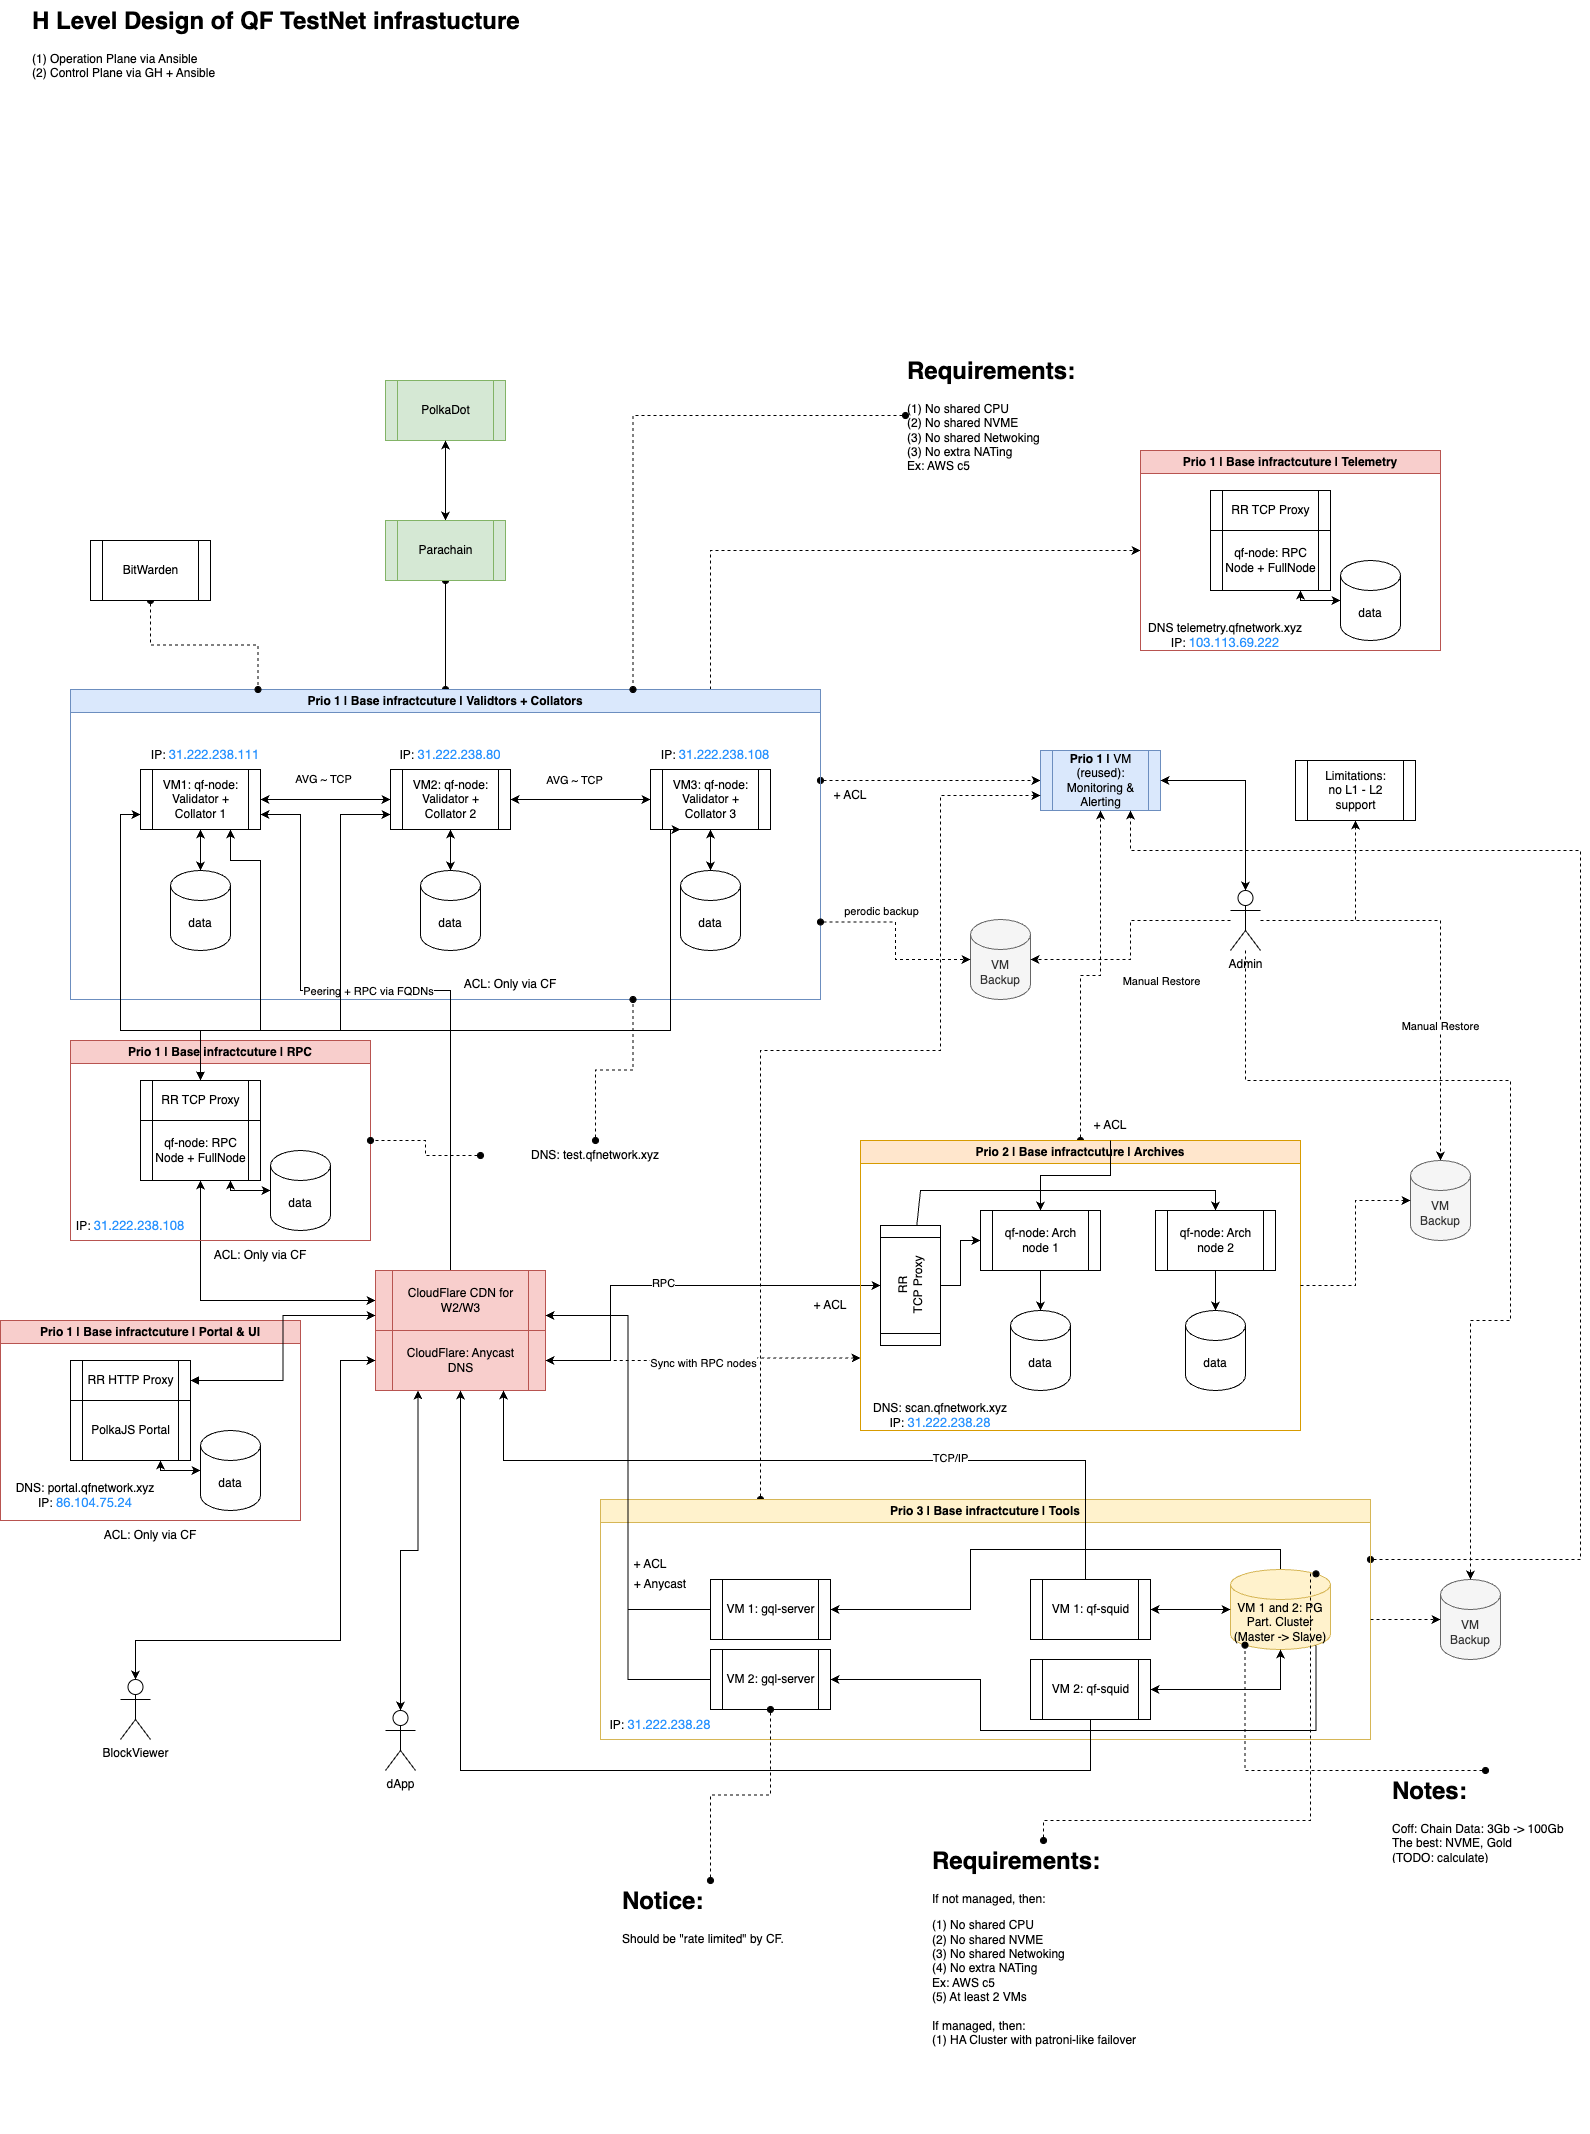 H Level Design of QF TestNet infrastucture
(1) Operation Plane via Ansible
(2) Control Plane via GH + Ansible
Requirements:
(1) No shared CPU
(2) No shared NVME
(3) No shared Netwoking
(3) No extra NATing
Ex: AWS c5
PolkaDot
Parachain
BitWarden
Prio 1 | Base infractcuture | Telemetry
RR TCP Proxy
qf-node: RPC
Node + FullNode
data
DNS telemetry.qfnetwork.xyz
IP: 103.113.69.222
Prio 1 | Base infractcuture | Validtors + Collators
IP: 31.222.238.111
IP: 31.222.238.80
IP: 31.222.238.108
VM1: qf-node:
Validator +
Collator 1
AVG ~ TCP
VM2: qf-node:
Validator +
Collator 2
AVG ~ TCP
VM3: qf-node:
Validator +
Collator 3
data
data
data
Peering + RPC via FQDNs
ACL: Only via CF
+ ACL
perodic backup
Prio 1 | VM
(reused):
Monitoring &
Alerting
Limitations:
no L1 - L2
support
Admin
VM
Backup
Manual Restore
Manual Restore
Prio 1 | Base infractcuture | RPC
RR TCP Proxy
qf-node: RPC
Node + FullNode
data
IP: 31.222.238.108
ACL: Only via CF
DNS: test.qfnetwork.xyz
+ ACL
Prio 2 | Base infractcuture | Archives
RR
TCP Proxy
qf-node: Arch
node 1
qf-node: Arch
node 2
data
data
DNS: scan.qfnetwork.xyz
IP: 31.222.238.28
VM
Backup
CloudFlare CDN for
W2/W3
CloudFlare: Anycast
DNS
RPC
+ ACL
Sync with RPC nodes
Prio 1 | Base infractcuture | Portal & UI
RR HTTP Proxy
PolkaJS Portal
data
DNS: portal.qfnetwork.xyz
IP: 86.104.75.24
ACL: Only via CF
TCP/IP
Prio 3 | Base infractcuture | Tools
+ ACL
+ Anycast
VM 1: gql-server
VM 1: qf-squid
VM 1 and 2: PG
Part. Cluster
(Master -> Slave)
VM 2: gql-server
VM 2: qf-squid
IP: 31.222.238.28
VM
Backup
BlockViewer
dApp
Notes:
Coff: Chain Data: 3Gb -> 100Gb
The best: NVME, Gold
(TODO: calculate)
Notice:
Should be "rate limited" by CF.
Requirements:
If not managed, then:
(1) No shared CPU
(2) No shared NVME
(3) No shared Netwoking
(4) No extra NATing
Ex: AWS c5
(5) At least 2 VMs
If managed, then:
(1) HA Cluster with patroni-like failover